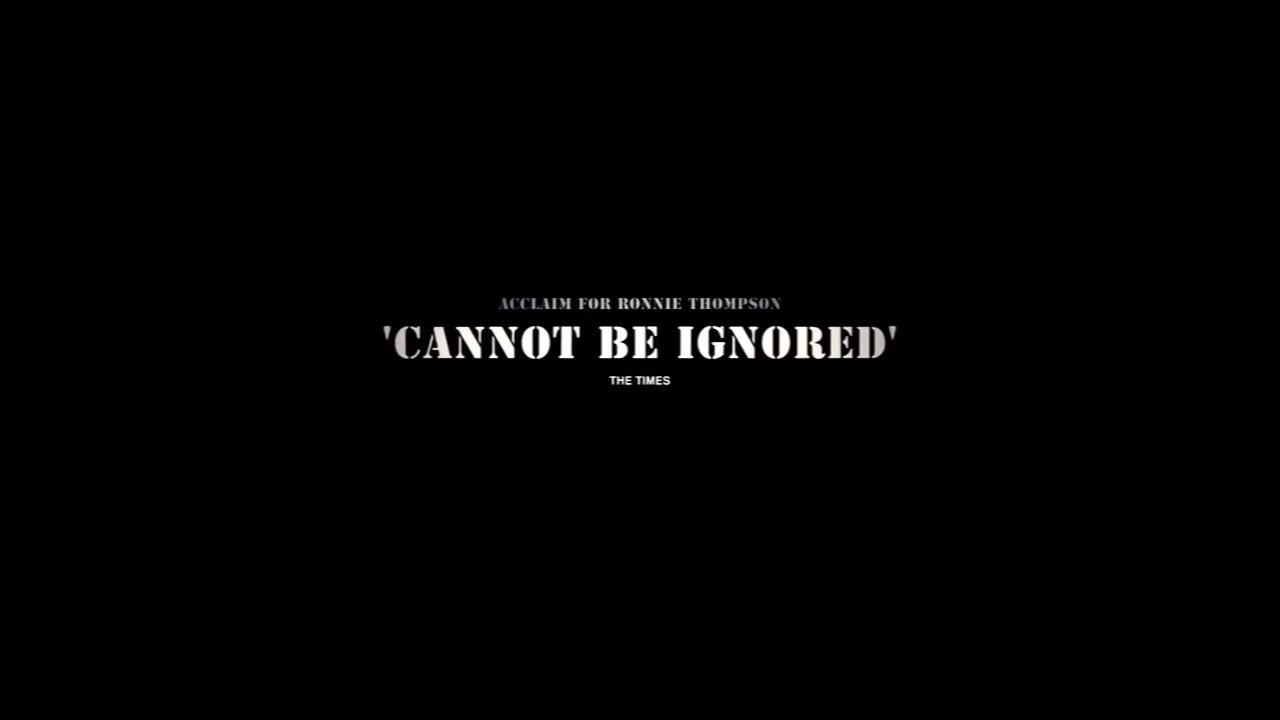 ACCLAIM FOR RONNIE THOMPSON
'CANNOT BE IGNORED'
THE TIMES